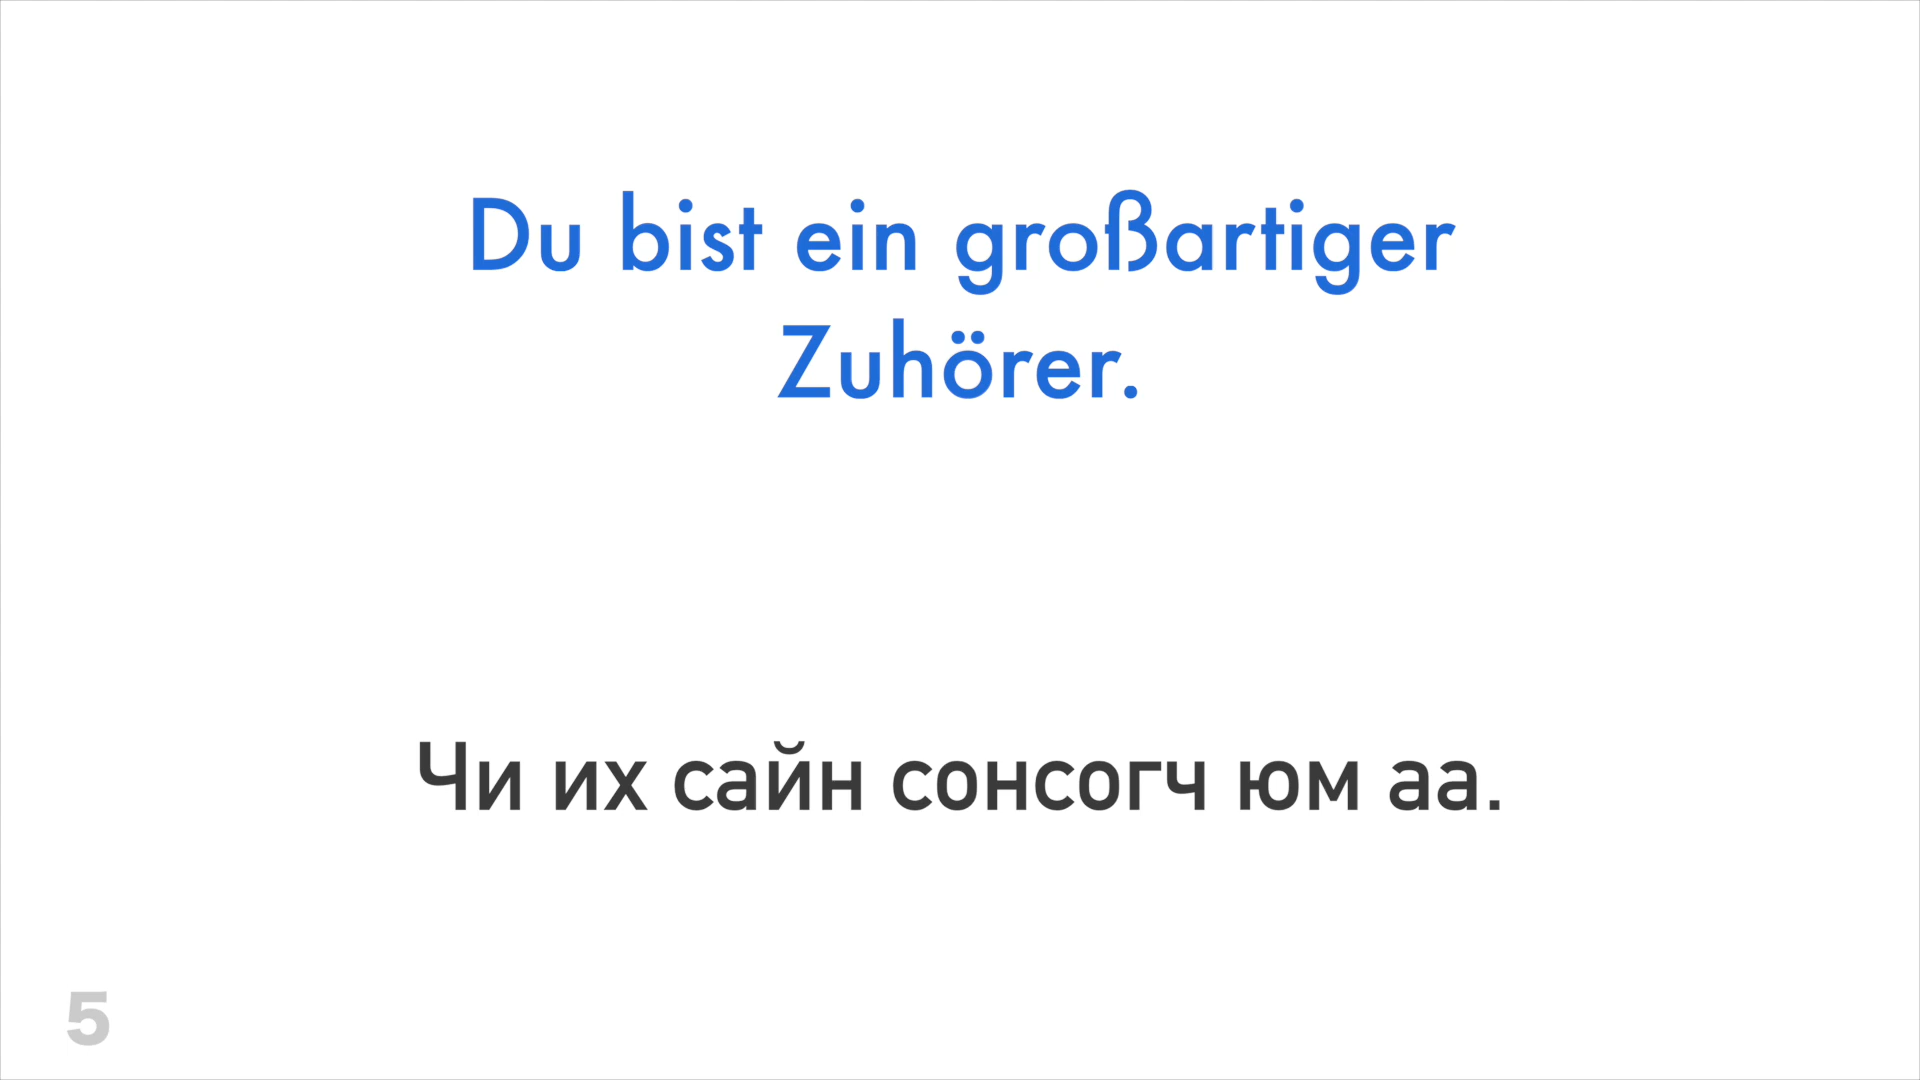 Du bist ein großartiger
Zuhörer.
Чи их сайн сонсогч юм аа.
5